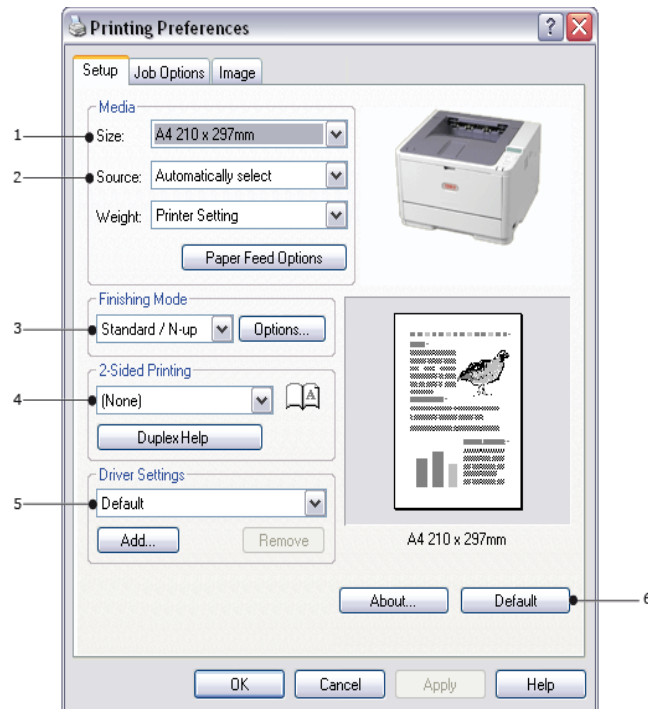 Printing Preferences
Setup Job Options Image
Media
1 Size: A4 210 x 297mm
2 Source: Automatically select
Weight: Printer Setting
Paper Feed Options
Finishing Mode
3 Standard / N-up Options...
2-Sided Printing
4 (None) A
Duplex Help
Driver Settings
5 Default
Add... Remove
A4 210 x 297mm
About... Default 6
OK Cancel Apply Help